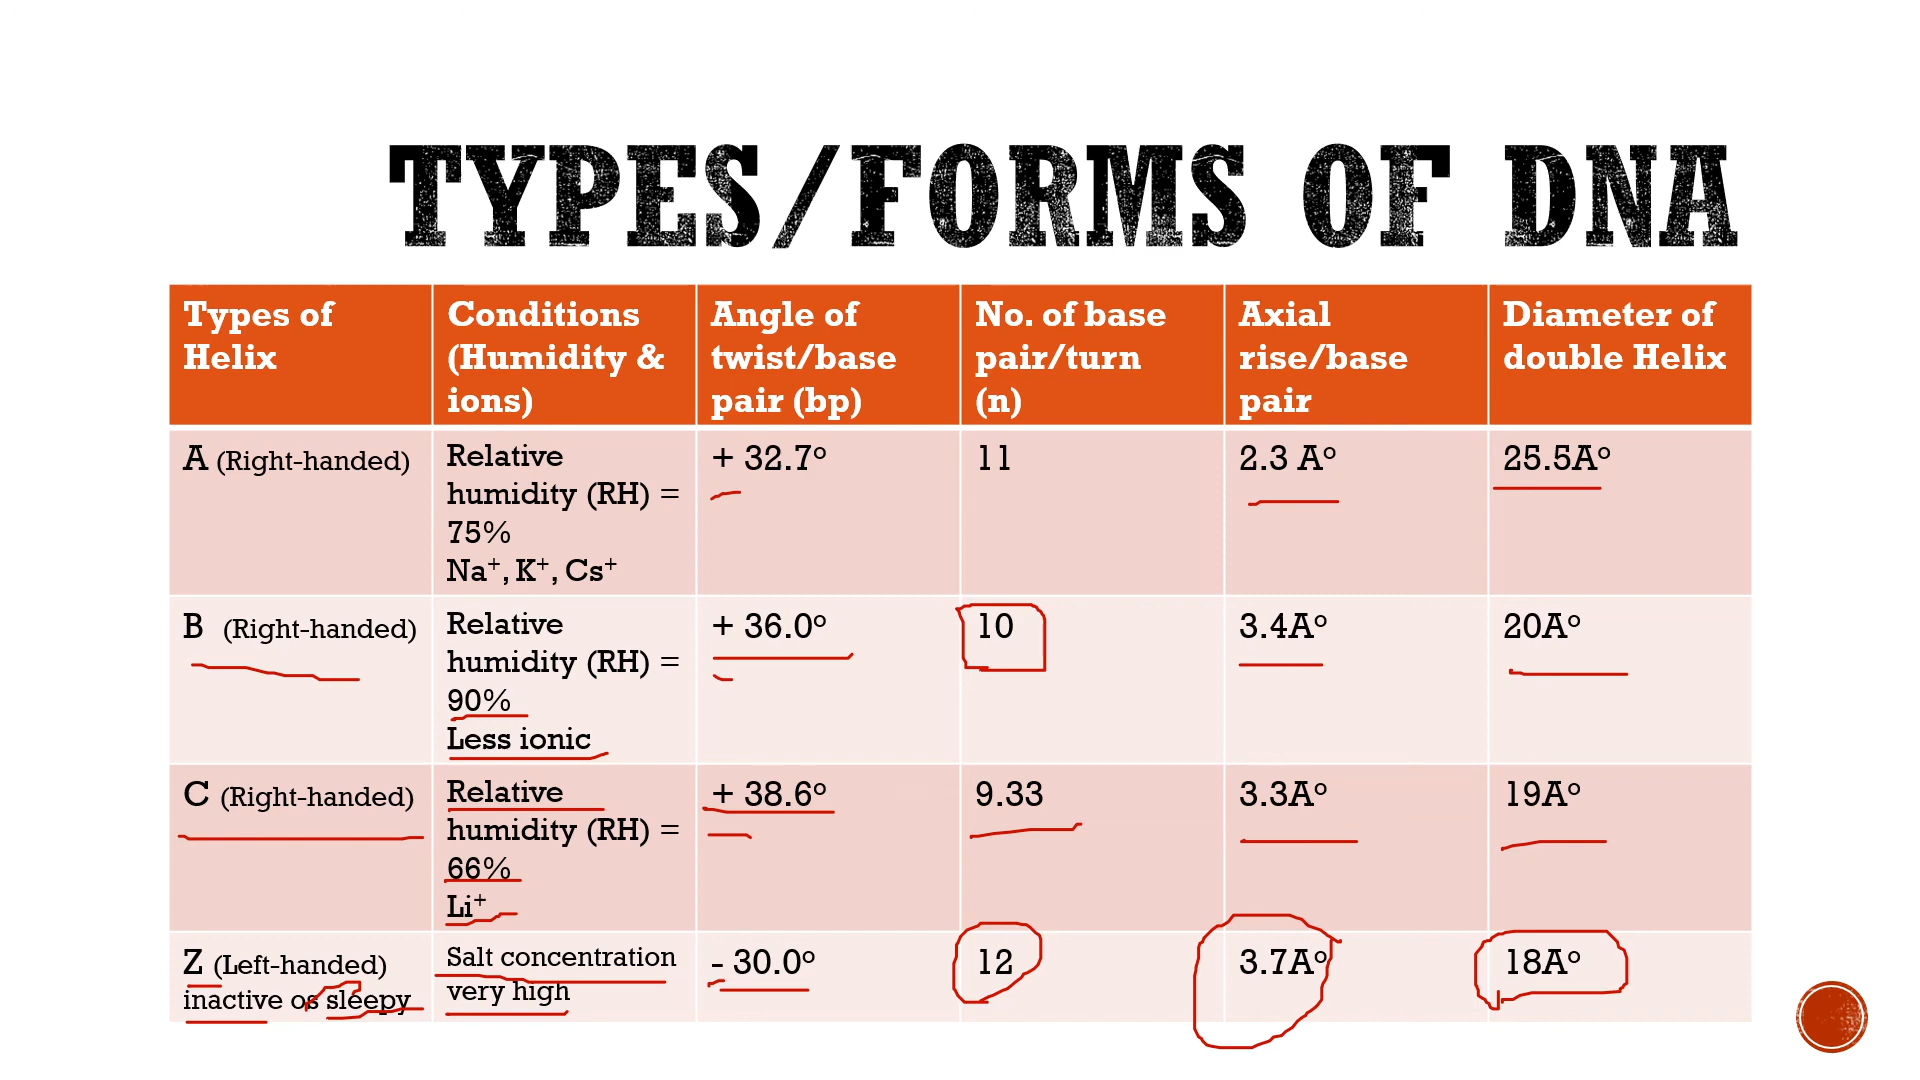 TYPES/FORMS OF DNA
Types of
Helix
Conditions
(Humidity &
ions)
Angle of
twist/base
pair (bp)
No. of base
pair/turn
(n)
Axial
rise/base
pair
Diameter of
double Helix
A (Right-handed)
Relative
humidity (RH) =
75%
Na⁺, K⁺, Cs⁺
+ 32.7°
11
2.3 A°
25.5A°
B (Right-handed)
Relative
humidity (RH) =
90%
Less ionic
+ 36.0°
10
3.4A°
20A°
C (Right-handed)
Relative
humidity (RH) =
66%
Li⁺
+ 38.6°
9.33
3.3A°
19A°
Z (Left-handed)
inactive os sleepy
Salt concentration
very high
- 30.0°
12
3.7A°
18A°